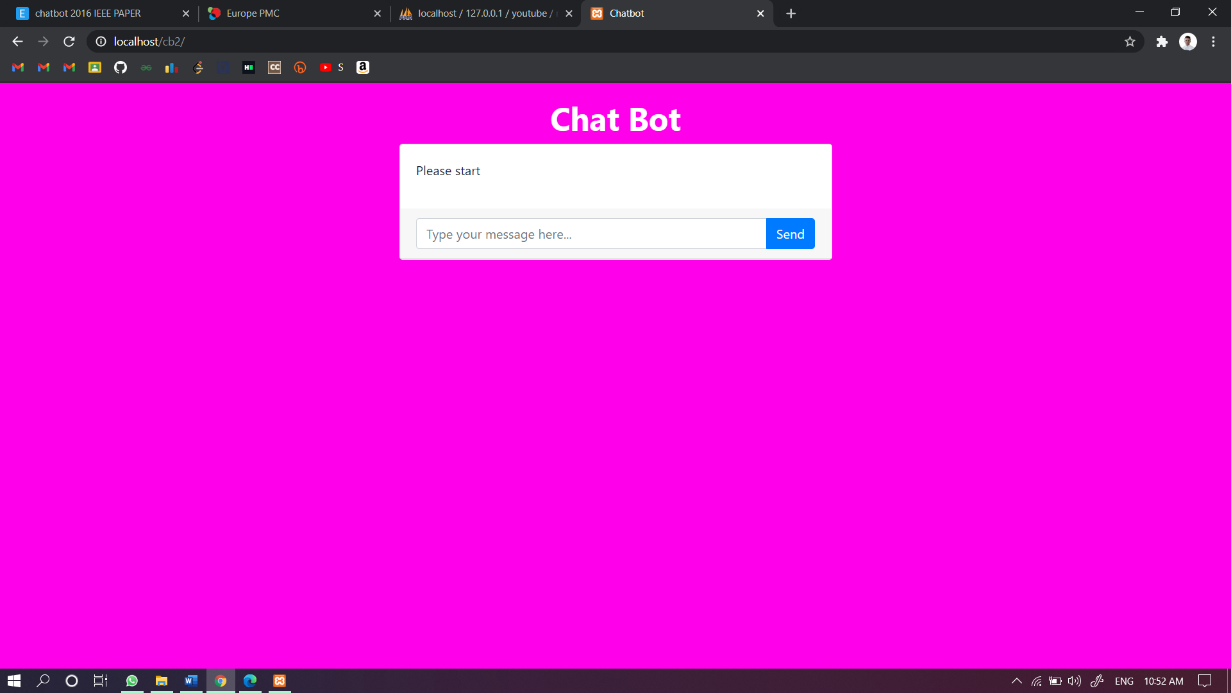 chatbot 2016 IEEE PAPER
Europe PMC
localhost / 127.0.0.1 / youtube /
Chatbot
localhost/cb2/
S
Chat Bot
Please start
Type your message here...
Send
ENG
10:52 AM